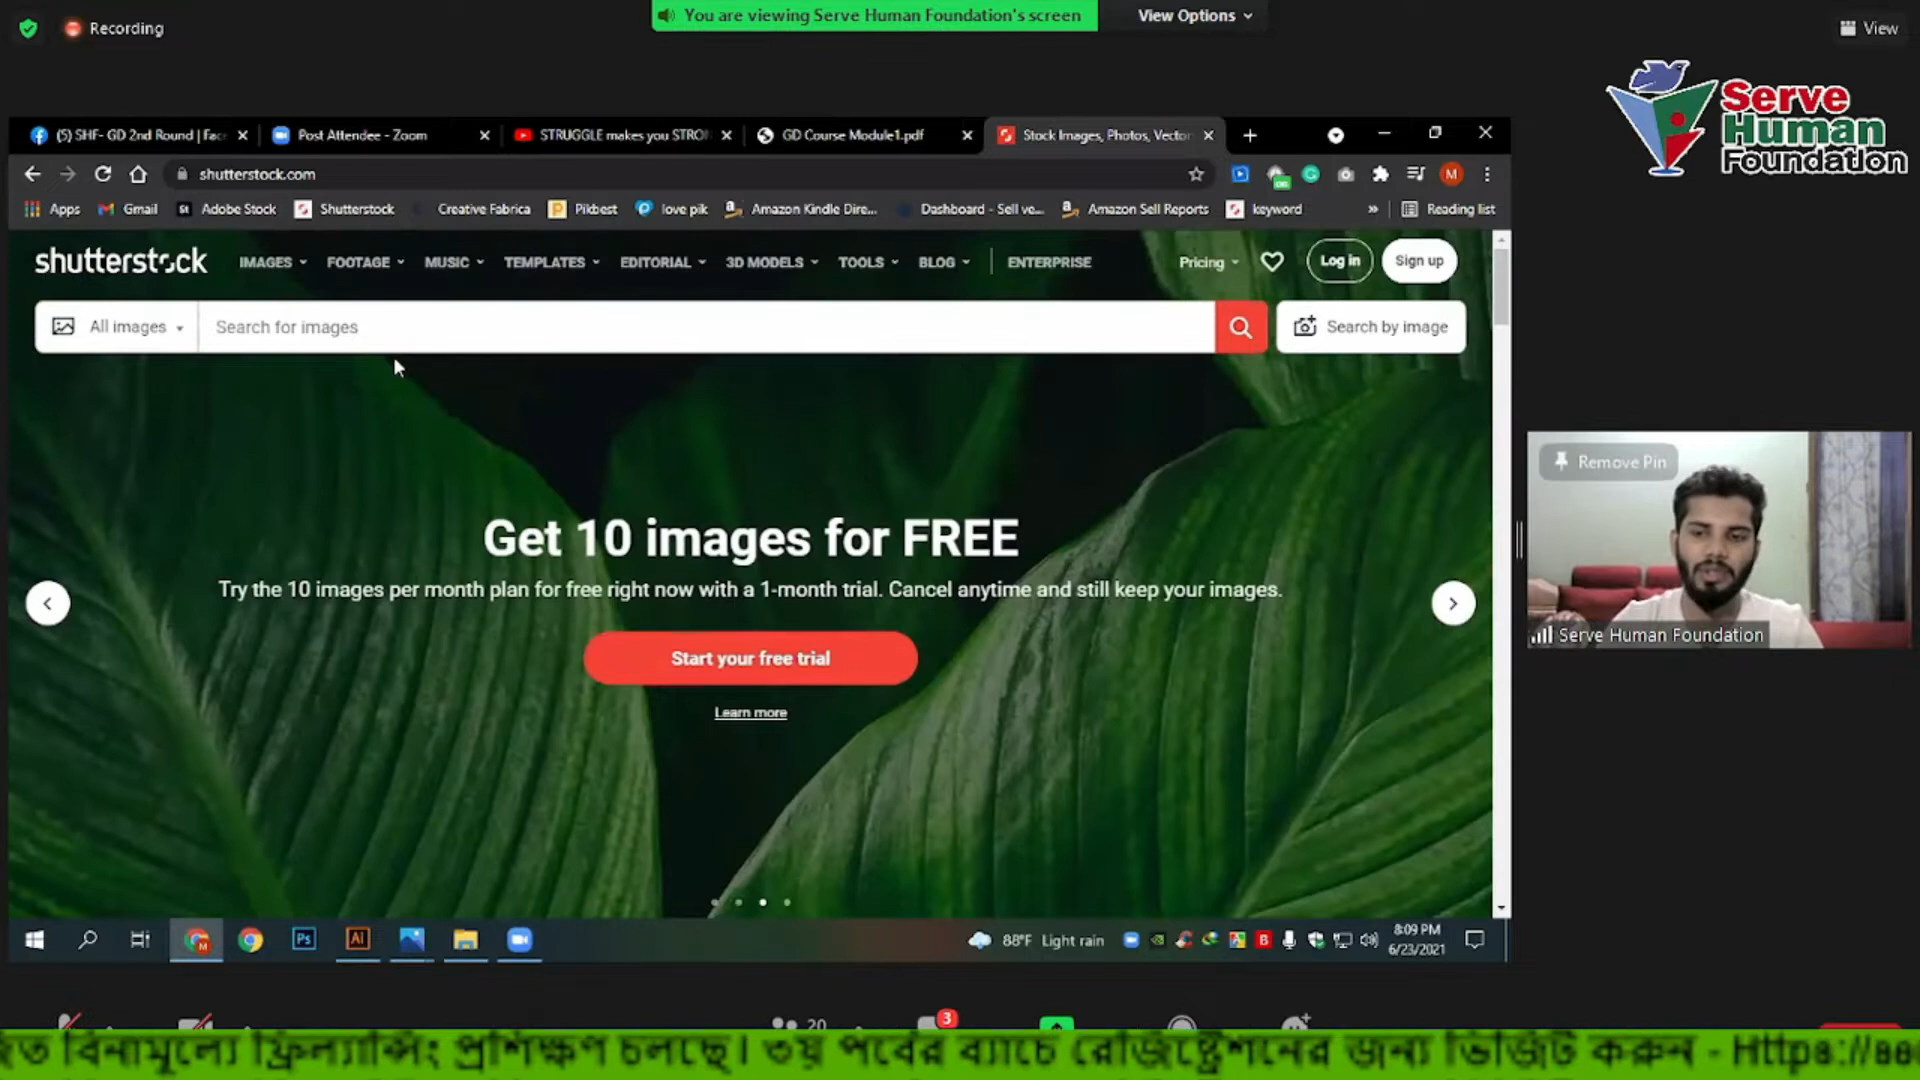 Recording
You are viewing Serve Human Foundation's screen
View Options
View
Serve
Human
Foundation
(5) SHF- GD 2nd Round | Fac
Post Attendee - Zoom
STRUGGLE makes you STRO
GD Course Module1.pdf
Stock Images, Photos, Vector
shutterstock.com
M
Apps
Gmail
St Adobe Stock
Shutterstock
Creative Fabrica
Pikbest
love pik
Amazon Kindle Dire...
Dashboard - Sell ve...
Amazon Sell Reports
keyword
»
Reading list
shutterstock
IMAGES
FOOTAGE
MUSIC
TEMPLATES
EDITORIAL
3D MODELS
TOOLS
BLOG
ENTERPRISE
Pricing
Log in
Sign up
All images
Search for images
Search by image
Get 10 images for FREE
Try the 10 images per month plan for free right now with a 1-month trial. Cancel anytime and still keep your images.
Start your free trial
Learn more
Remove Pin
Serve Human Foundation
Ps
Ai
88°F Light rain
B
8:09 PM
6/23/2021
20
3
বিনামূল্যে ফ্রিল্যান্সিং প্রশিক্ষণ চলছে। ৩য় পর্বের ব্যাচে রেজিষ্ট্রেশনের জন্য ভিজিট করুন - Https://